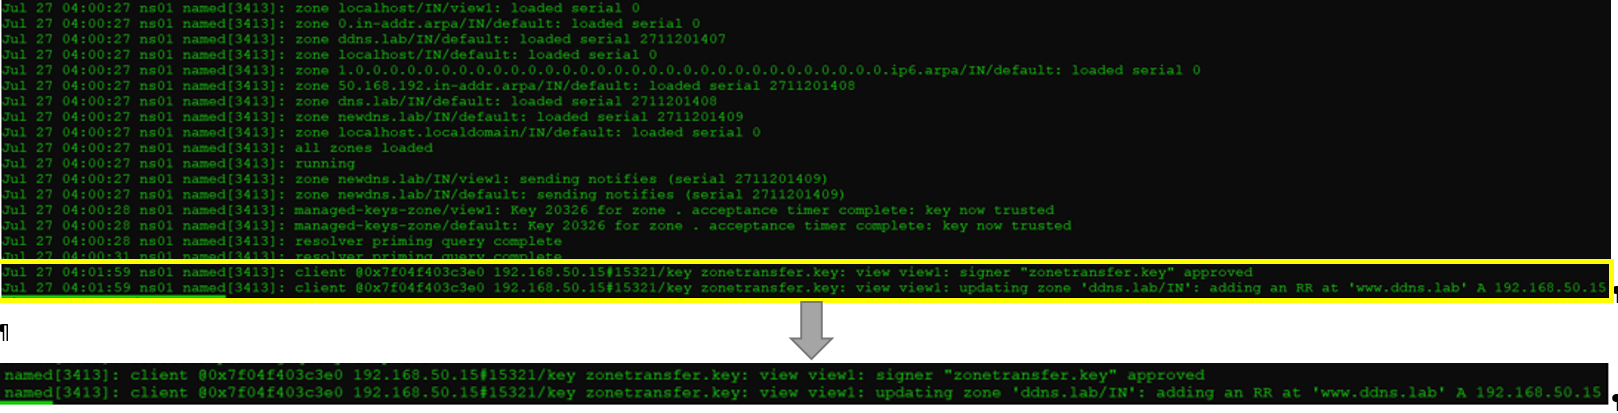 Jul 27 04:00:27 ns01 named[3413]: zone localhost/IN/view1: loaded serial 0
Jul 27 04:00:27 ns01 named[3413]: zone 0.in-addr.arpa/IN/default: loaded serial 0
Jul 27 04:00:27 ns01 named[3413]: zone ddns.lab/IN/default: loaded serial 2711201407
Jul 27 04:00:27 ns01 named[3413]: zone localhost/IN/default: loaded serial 0
Jul 27 04:00:27 ns01 named[3413]: zone 1.0.0.0.0.0.0.0.0.0.0.0.0.0.0.0.0.0.0.0.0.0.0.0.0.0.0.0.0.0.0.0.ip6.arpa/IN/default: loaded serial 0
Jul 27 04:00:27 ns01 named[3413]: zone 50.168.192.in-addr.arpa/IN/default: loaded serial 2711201408
Jul 27 04:00:27 ns01 named[3413]: zone dns.lab/IN/default: loaded serial 2711201408
Jul 27 04:00:27 ns01 named[3413]: zone newdns.lab/IN/default: loaded serial 2711201409
Jul 27 04:00:27 ns01 named[3413]: zone localhost.localdomain/IN/default: loaded serial 0
Jul 27 04:00:27 ns01 named[3413]: all zones loaded
Jul 27 04:00:27 ns01 named[3413]: running
Jul 27 04:00:27 ns01 named[3413]: zone newdns.lab/IN/view1: sending notifies (serial 2711201409)
Jul 27 04:00:27 ns01 named[3413]: zone newdns.lab/IN/default: sending notifies (serial 2711201409)
Jul 27 04:00:28 ns01 named[3413]: managed-keys-zone/view1: Key 20326 for zone . acceptance timer complete: key now trusted
Jul 27 04:00:28 ns01 named[3413]: managed-keys-zone/default: Key 20326 for zone . acceptance timer complete: key now trusted
Jul 27 04:00:28 ns01 named[3413]: resolver priming query complete
Jul 27 04:00:31 ns01 named[3413]: resolver priming query complete
Jul 27 04:01:59 ns01 named[3413]: client @0x7f04f403c3e0 192.168.50.15#15321/key zonetransfer.key: view view1: signer "zonetransfer.key" approved
Jul 27 04:01:59 ns01 named[3413]: client @0x7f04f403c3e0 192.168.50.15#15321/key zonetransfer.key: view view1: updating zone 'ddns.lab/IN': adding an RR at 'www.ddns.lab' A 192.168.50.15
¶
named[3413]: client @0x7f04f403c3e0 192.168.50.15#15321/key zonetransfer.key: view view1: signer "zonetransfer.key" approved
named[3413]: client @0x7f04f403c3e0 192.168.50.15#15321/key zonetransfer.key: view view1: updating zone 'ddns.lab/IN': adding an RR at 'www.ddns.lab' A 192.168.50.15